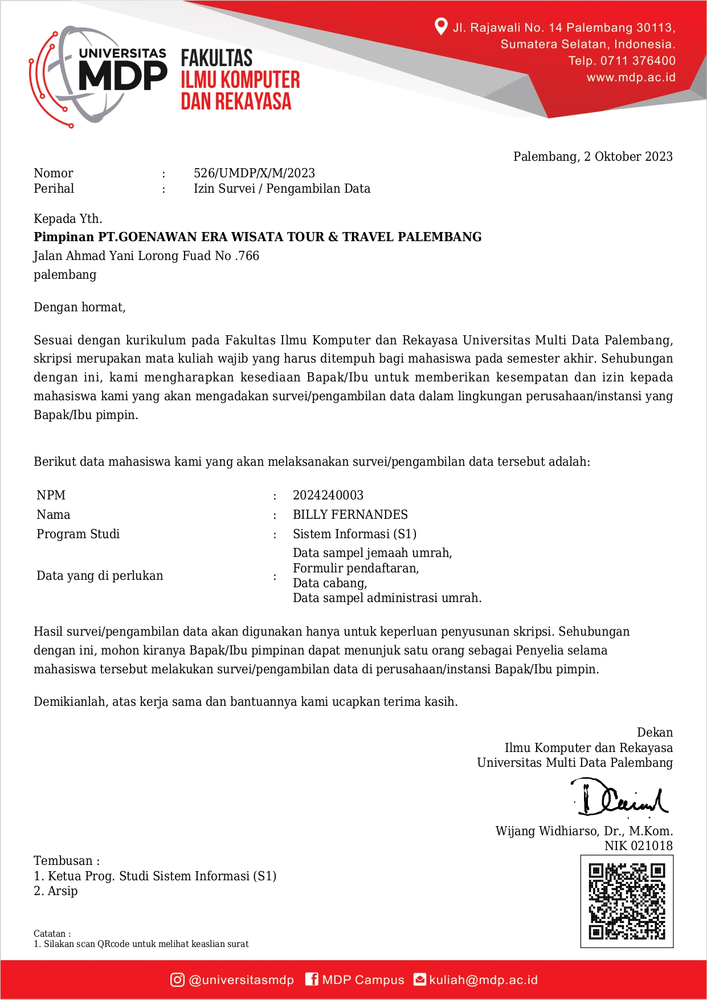 UNIVERSITAS
MDP
FAKULTAS
ILMU KOMPUTER
DAN REKAYASA
Jl. Rajawali No. 14 Palembang 30113,
Sumatera Selatan, Indonesia.
Telp. 0711 376400
www.mdp.ac.id
Palembang, 2 Oktober 2023
Nomor : 526/UMDP/X/M/2023
Perihal : Izin Survei / Pengambilan Data
Kepada Yth.
Pimpinan PT.GOENAWAN ERA WISATA TOUR & TRAVEL PALEMBANG
Jalan Ahmad Yani Lorong Fuad No .766
palembang
Dengan hormat,
Sesuai dengan kurikulum pada Fakultas Ilmu Komputer dan Rekayasa Universitas Multi Data Palembang,
skripsi merupakan mata kuliah wajib yang harus ditempuh bagi mahasiswa pada semester akhir. Sehubungan
dengan ini, kami mengharapkan kesediaan Bapak/Ibu untuk memberikan kesempatan dan izin kepada
mahasiswa kami yang akan mengadakan survei/pengambilan data dalam lingkungan perusahaan/instansi yang
Bapak/Ibu pimpin.
Berikut data mahasiswa kami yang akan melaksanakan survei/pengambilan data tersebut adalah:
NPM : 2024240003
Nama : BILLY FERNANDES
Program Studi : Sistem Informasi (S1)
Data yang di perlukan : Data sampel jemaah umrah,
Formulir pendaftaran,
Data cabang,
Data sampel administrasi umrah.
Hasil survei/pengambilan data akan digunakan hanya untuk keperluan penyusunan skripsi. Sehubungan
dengan ini, mohon kiranya Bapak/Ibu pimpinan dapat menunjuk satu orang sebagai Penyelia selama
mahasiswa tersebut melakukan survei/pengambilan data di perusahaan/instansi Bapak/Ibu pimpin.
Demikianlah, atas kerja sama dan bantuannya kami ucapkan terima kasih.
Dekan
Ilmu Komputer dan Rekayasa
Universitas Multi Data Palembang
Wijang Widhiarso, Dr., M.Kom.
NIK 021018
Tembusan :
1. Ketua Prog. Studi Sistem Informasi (S1)
2. Arsip
Catatan :
1. Silakan scan QRcode untuk melihat keaslian surat
@universitasmdp MDP Campus kuliah@mdp.ac.id